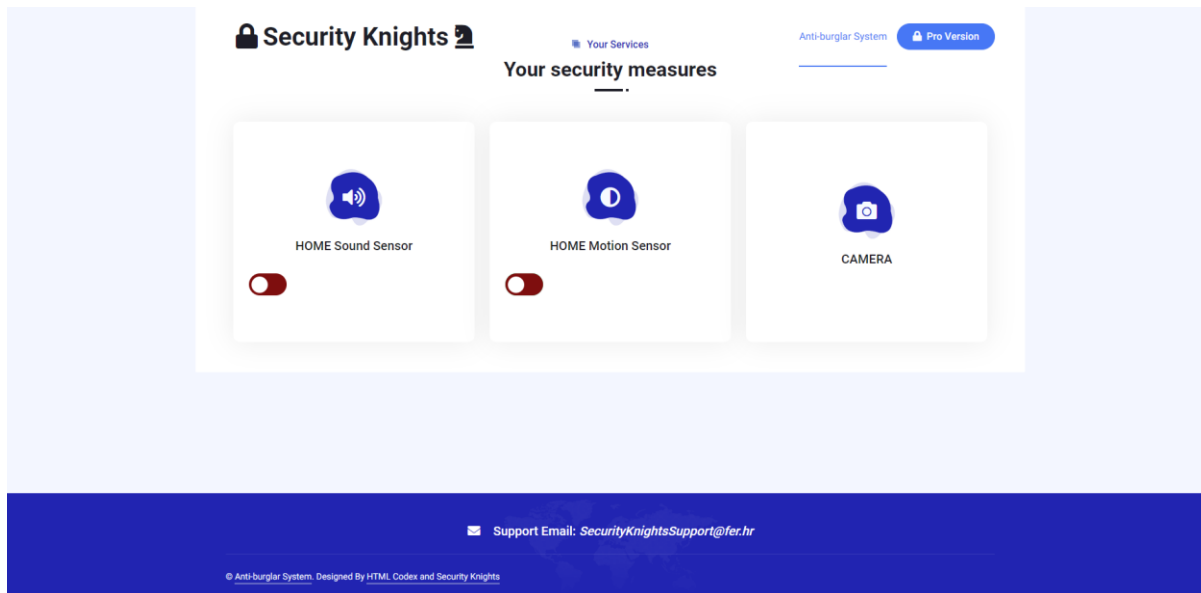 Security Knights
Your Services
Your security measures
Anti-burglar System
Pro Version
HOME Sound Sensor
HOME Motion Sensor
CAMERA
Support Email: SecurityKnightsSupport@fer.hr
© Anti-burglar System. Designed By HTML Codex and Security Knights